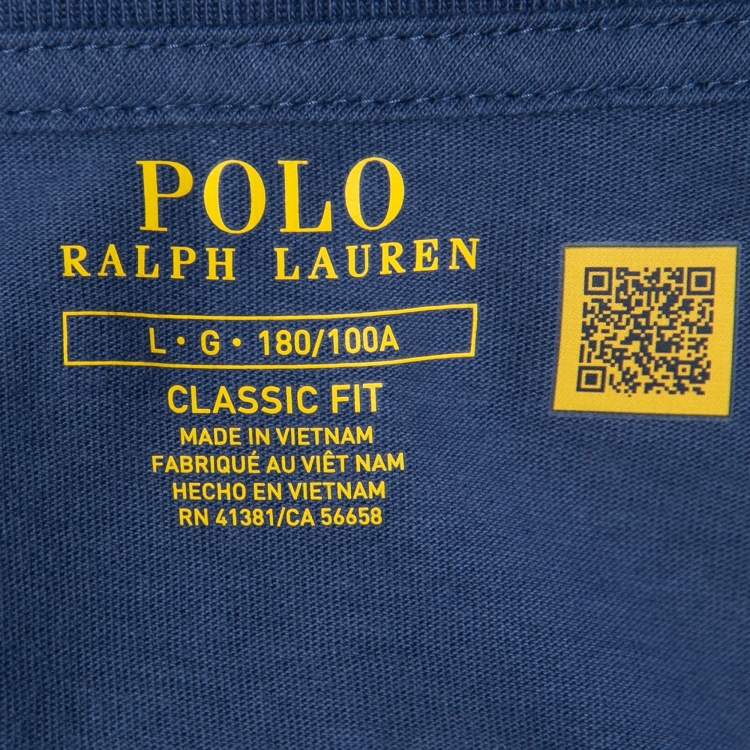 POLO
RALPH LAUREN
L • G • 180/100A
CLASSIC FIT
MADE IN VIETNAM
FABRIQUÉ AU VIÊT NAM
HECHO EN VIETNAM
RN 41381/CA 56658